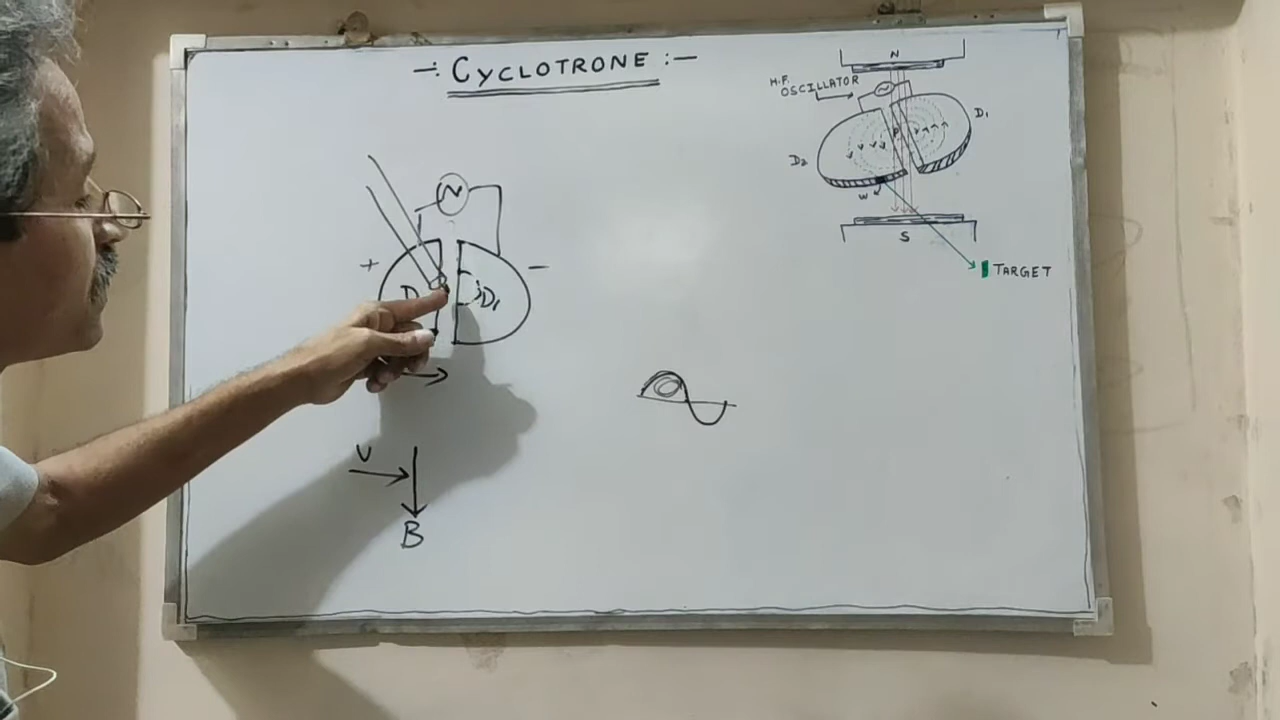 -: CYCLOTRONE :-
N
H.F.
OSCILLATOR
D1
D2
W
S
TARGET
+
-
D1
V
B